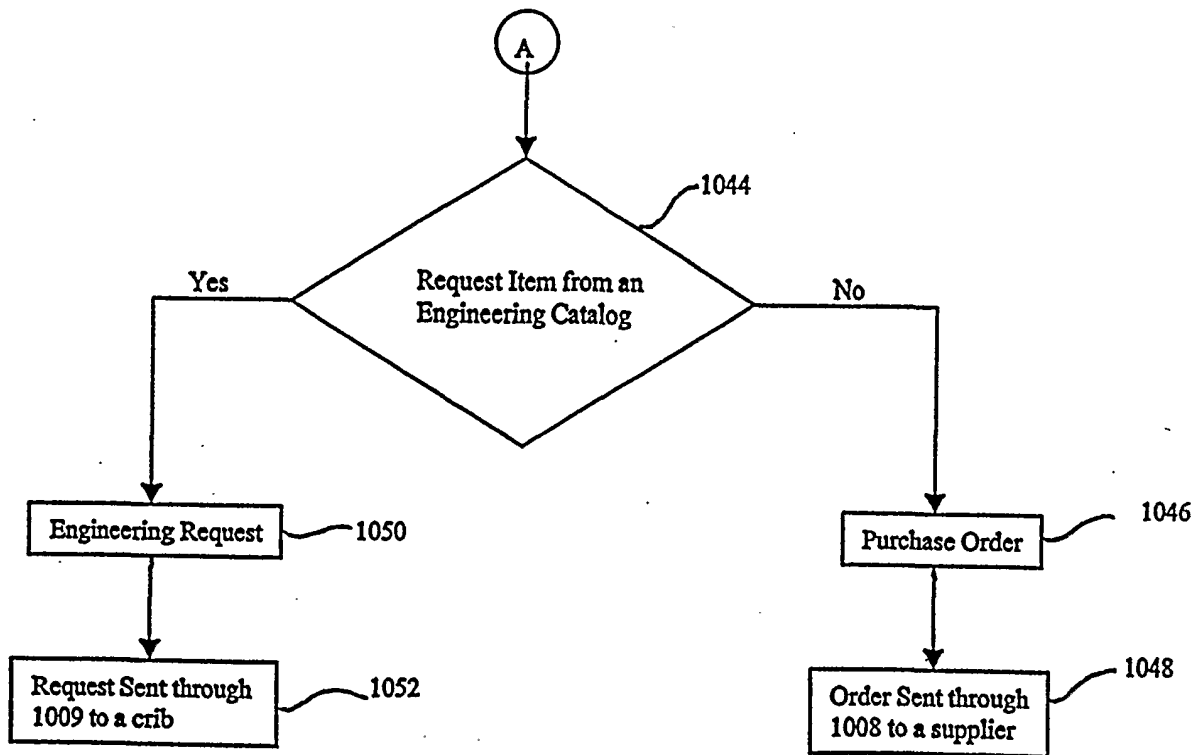 A
1044
Request Item from an
Engineering Catalog
Yes
No
Engineering Request
1050
Purchase Order
1046
Request Sent through
1009 to a crib
1052
Order Sent through
1008 to a supplier
1048